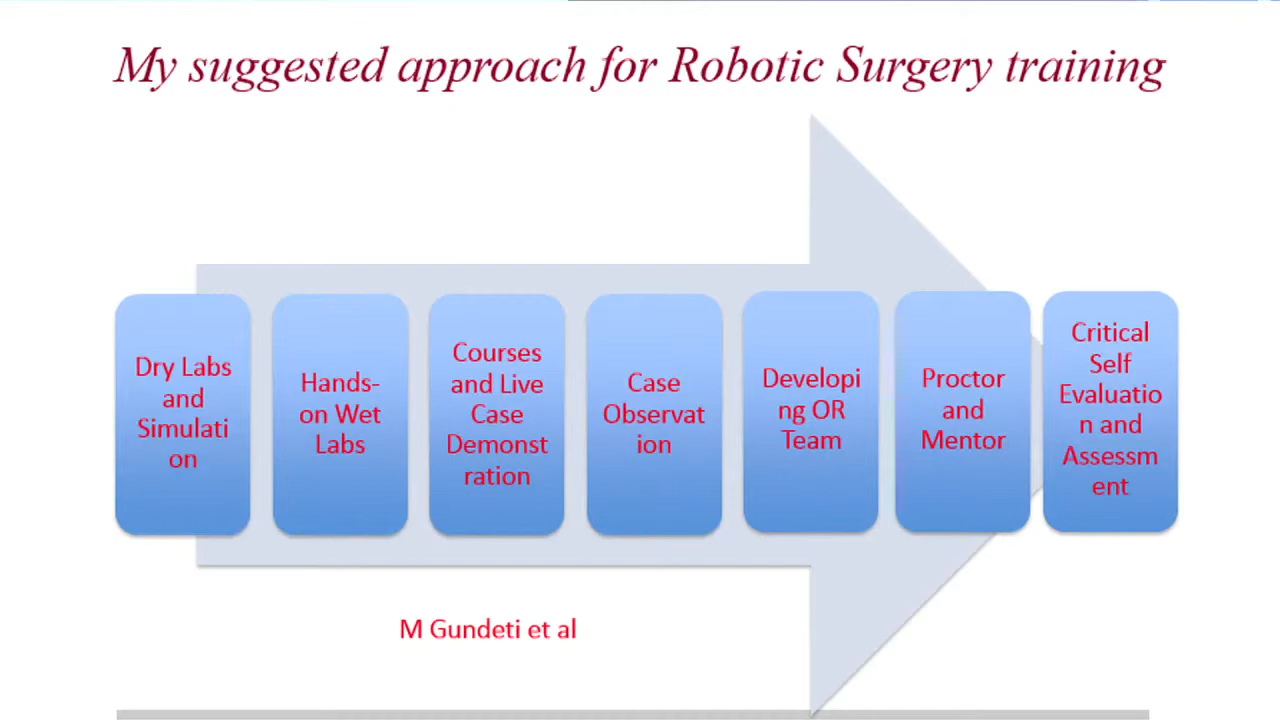 My suggested approach for Robotic Surgery training
Dry Labs
and
Simulati
on
Hands-
on Wet
Labs
Courses
and Live
Case
Demonst
ration
Case
Observat
ion
Developi
ng OR
Team
Proctor
and
Mentor
Critical
Self
Evaluatio
n and
Assessm
ent
M Gundeti et al